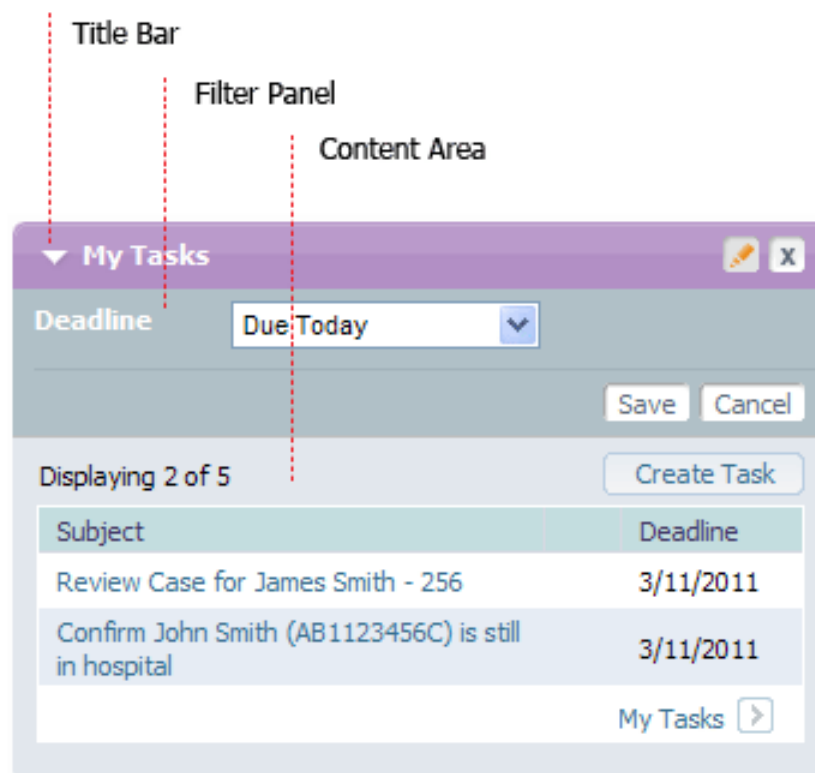 Title Bar
Filter Panel
Content Area
My Tasks
x
Deadline
Due Today
Save
Cancel
Displaying 2 of 5
Create Task
Subject
Deadline
Review Case for James Smith - 256
3/11/2011
Confirm John Smith (AB1123456C) is still
in hospital
3/11/2011
My Tasks